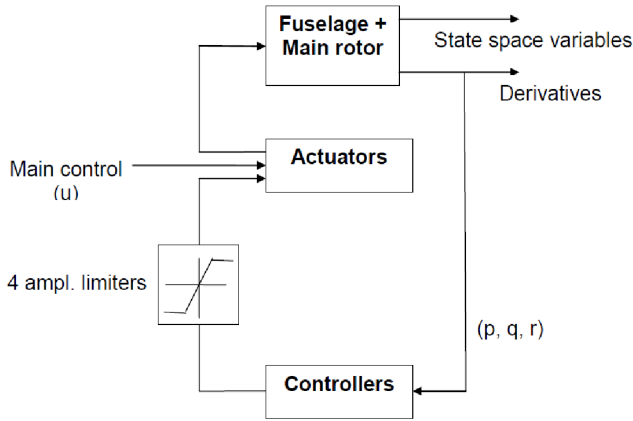 Fuselage +
Main rotor
State space variables
Derivatives
Actuators
Main control
(u)
4 ampl. limiters
(p, q, r)
Controllers